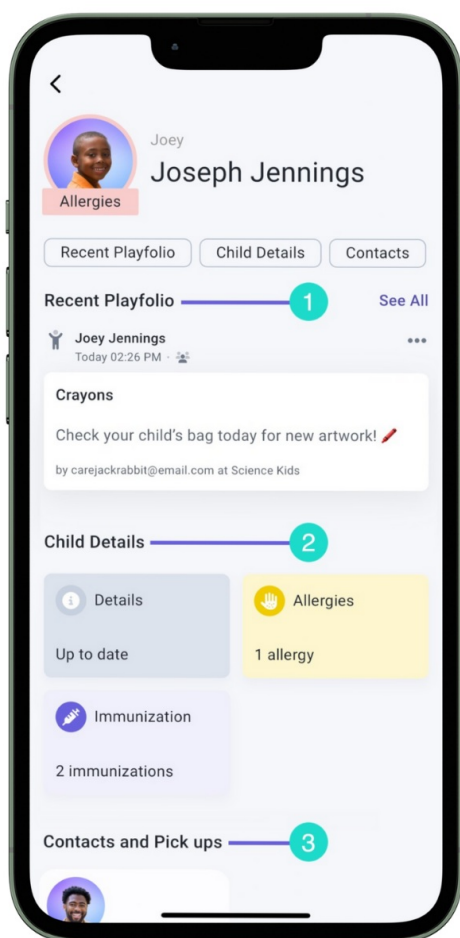 Joey
Joseph Jennings
Allergies
Recent Playfolio
Child Details
Contacts
Recent Playfolio
1
See All
Joey Jennings
Today 02:26 PM ·
Crayons
Check your child's bag today for new artwork! 🖍️
by carejackrabbit@email.com at Science Kids
Child Details
2
Details
Up to date
Allergies
1 allergy
Immunization
2 immunizations
Contacts and Pick ups
3